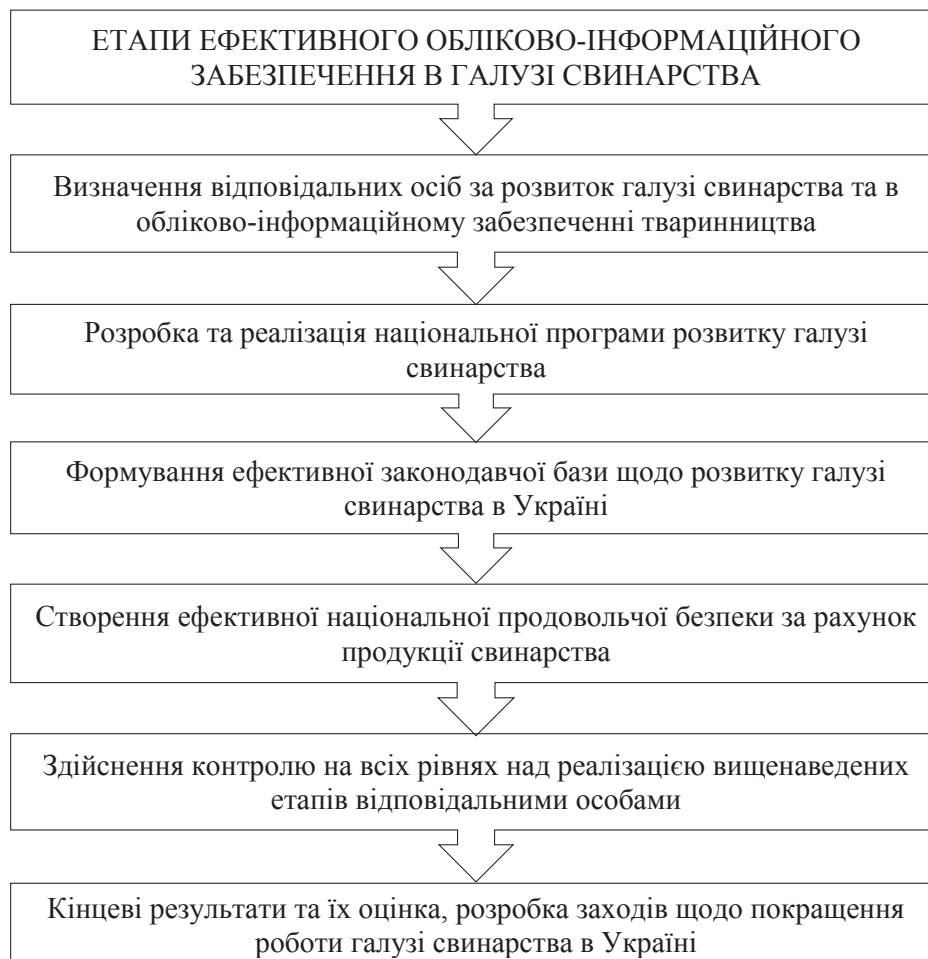 ЕТАПИ ЕФЕКТИВНОГО ОБЛІКОВО-ІНФОРМАЦІЙНОГО
ЗАБЕЗПЕЧЕННЯ В ГАЛУЗІ СВИНАРСТВА
Визначення відповідальних осіб за розвиток галузі свинарства та в
обліково-інформаційному забезпеченні тваринництва
Розробка та реалізація національної програми розвитку галузі
свинарства
Формування ефективної законодавчої бази щодо розвитку галузі
свинарства в Україні
Створення ефективної національної продовольчої безпеки за рахунок
продукції свинарства
Здійснення контролю на всіх рівнях над реалізацією вищенаведених
етапів відповідальними особами
Кінцеві результати та їх оцінка, розробка заходів щодо покращення
роботи галузі свинарства в Україні